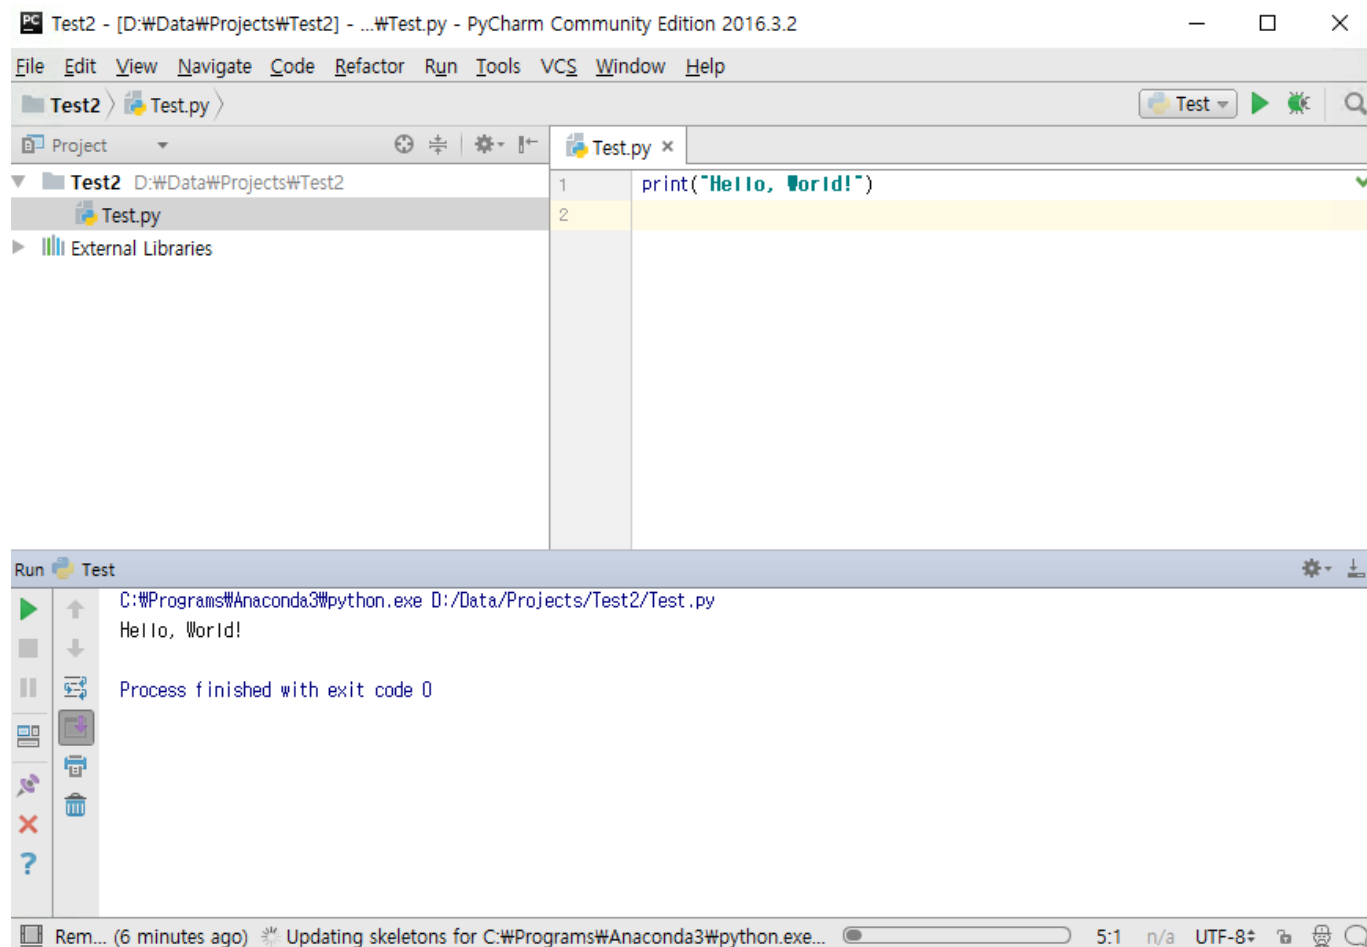 PC Test2 - [D:₩Data₩Projects₩Test2] - ...₩Test.py - PyCharm Community Edition 2016.3.2
File Edit View Navigate Code Refactor Run Tools VCS Window Help
Test2 Test.py
Test
Project
Test.py
Test2 D:₩Data₩Projects₩Test2
Test.py
External Libraries
1 print("Hello, World!")
2
Run Test
C:₩Programs₩Anaconda3₩python.exe D:/Data/Projects/Test2/Test.py
Hello, World!
Process finished with exit code 0
?
Rem... (6 minutes ago) Updating skeletons for C:₩Programs₩Anaconda3₩python.exe... 5:1 n/a UTF-8